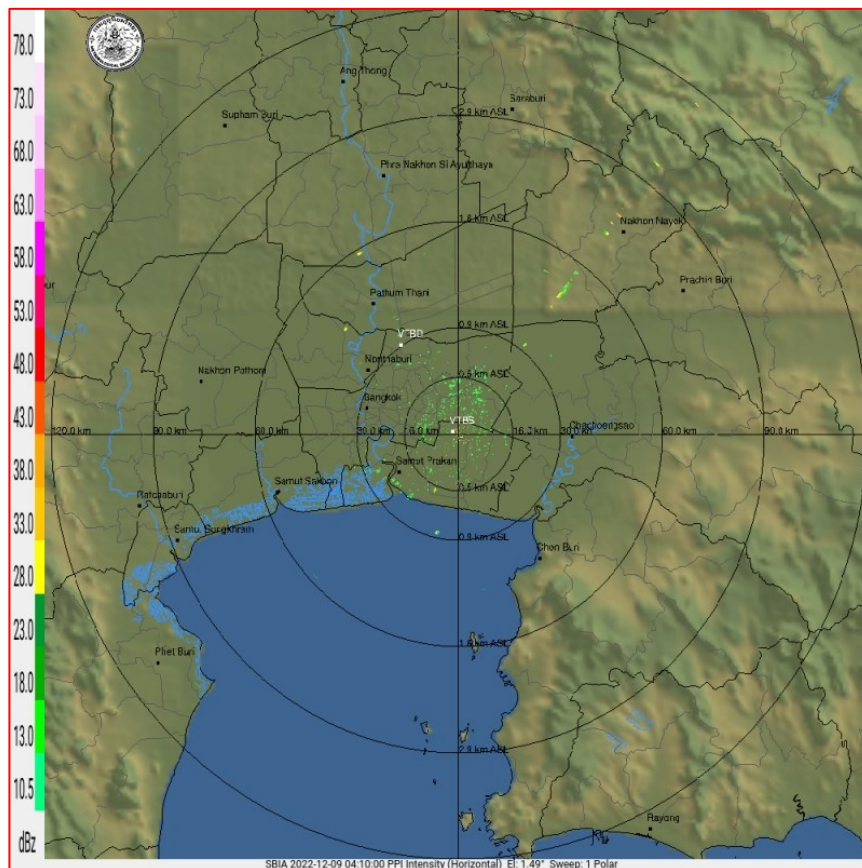 78.0
73.0
68.0
63.0
58.0
53.0
48.0
43.0
38.0
33.0
28.0
23.0
18.0
13.0
10.5
dBz
Ang Thong
Saraburi
Suphan Buri
2.9 km ASL
Phra Nakhon Si Ayutthaya
1.8 km ASL
Nakhon Nayok
Prachin Buri
Pathum Thani
0.9 km ASL
VTBD
Nonthaburi
Nakhon Pathom
0.5 km ASL
Bangkok
VTBS
Chachoengsao
120.0 km
90.0 km
60.0 km
30.0 km
16.2 km
30.0 km
60.0 km
90.0 km
Samut Prakan
0.5 km ASL
Samut Sakhon
Ratchaburi
0.9 km ASL
Samut Songkhram
Chon Buri
1.8 km ASL
Phet Buri
2.9 km ASL
Rayong
SBIA 2022-12-09 04:10:00 PPI Intensity (Horizontal) El: 1.49° Sweep: 1 Polar